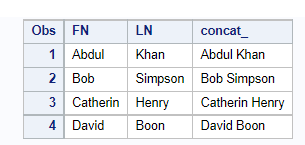 Obs FN LN concat_
1 Abdul Khan Abdul Khan
2 Bob Simpson Bob Simpson
3 Catherin Henry Catherin Henry
4 David Boon David Boon